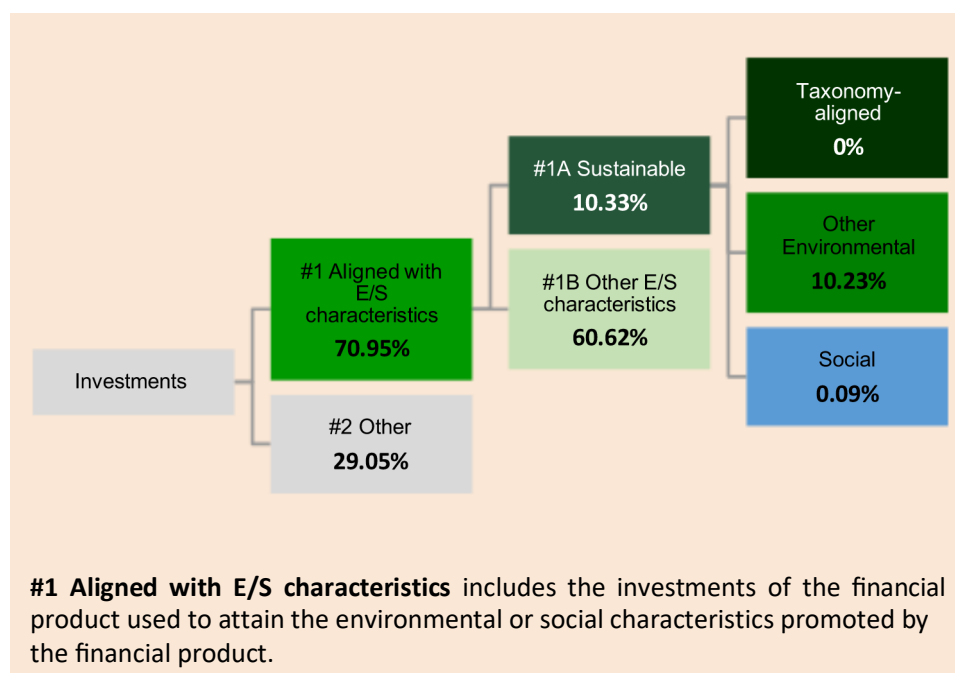 Investments
#1 Aligned with
E/S
characteristics
70.95%
#2 Other
29.05%
#1A Sustainable
10.33%
#1B Other E/S
characteristics
60.62%
Taxonomy-
aligned
0%
Other
Environmental
10.23%
Social
0.09%
#1 Aligned with E/S characteristics includes the investments of the financial
product used to attain the environmental or social characteristics promoted by
the financial product.